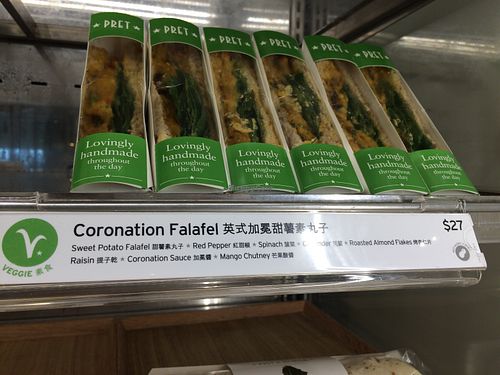 ★ PRET ★
★ PRET ★
★ PRET ★
★ PRET ★
★ PRET ★
★ PRET ★
Lovingly
handmade
throughout
the day
Lovingly
handmade
throughout
the day
Lovingly
handmade
throughout
the day
Lovingly
handmade
throughout
the day
Lovingly
handmade
throughout
the day
Lovingly
handmade
throughout
the day
Coronation Falafel 英式加冕甜薯素丸子 $27
Sweet Potato Falafel 甜薯素丸子 ★ Red Pepper 紅甜椒 ★ Spinach 菠菜 ★ Roasted Almond Flakes
Raisin 提子乾 ★ Coronation Sauce 加冕醬 ★ Mango Chutney 芒果酸醬
V
VEGGIE 素食